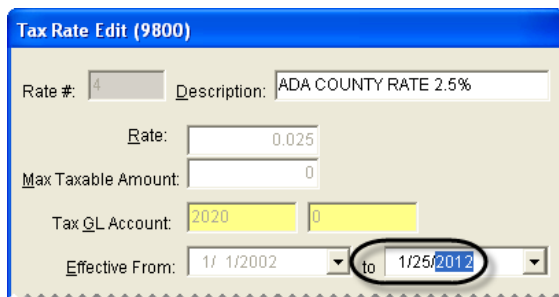 Tax Rate Edit (9800)
Rate #: 4 Description: ADA COUNTY RATE 2.5%
Rate: 0.025
Max Taxable Amount: 0
Tax GL Account: 2020 0
Effective From: 1/ 1/2002 to 1/25/2012